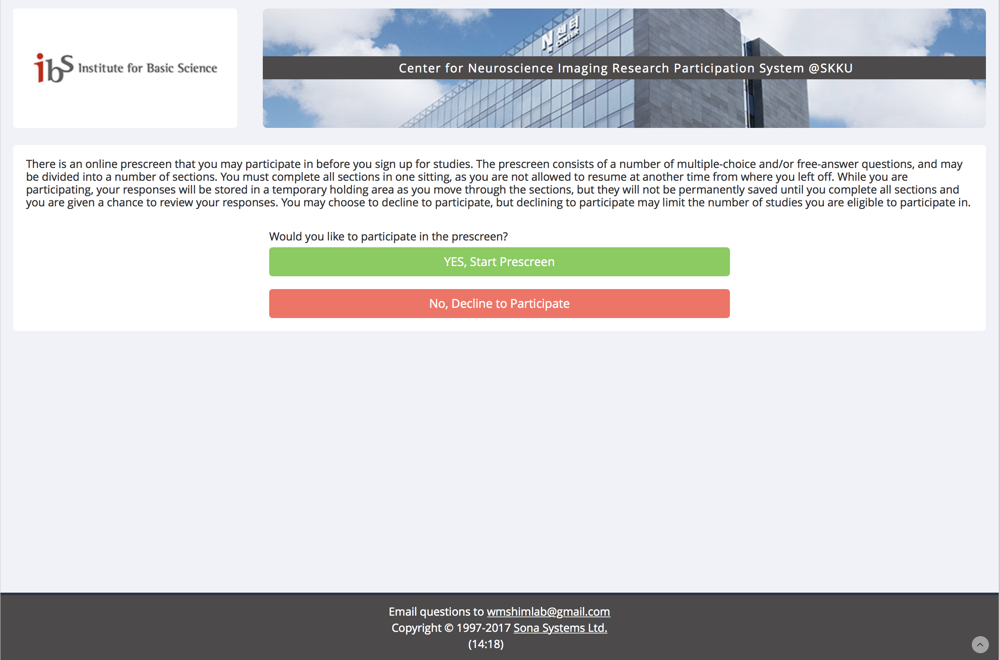 ibs Institute for Basic Science
N 센터
N CENTER
Center for Neuroscience Imaging Research Participation System @SKKU
There is an online prescreen that you may participate in before you sign up for studies. The prescreen consists of a number of multiple-choice and/or free-answer questions, and may
be divided into a number of sections. You must complete all sections in one sitting, as you are not allowed to resume at another time from where you left off. While you are
participating, your responses will be stored in a temporary holding area as you move through the sections, but they will not be permanently saved until you complete all sections and
you are given a chance to review your responses. You may choose to decline to participate, but declining to participate may limit the number of studies you are eligible to participate in.
Would you like to participate in the prescreen?
YES, Start Prescreen
No, Decline to Participate
Email questions to wmshimlab@gmail.com
Copyright © 1997-2017 Sona Systems Ltd.
(14:18)